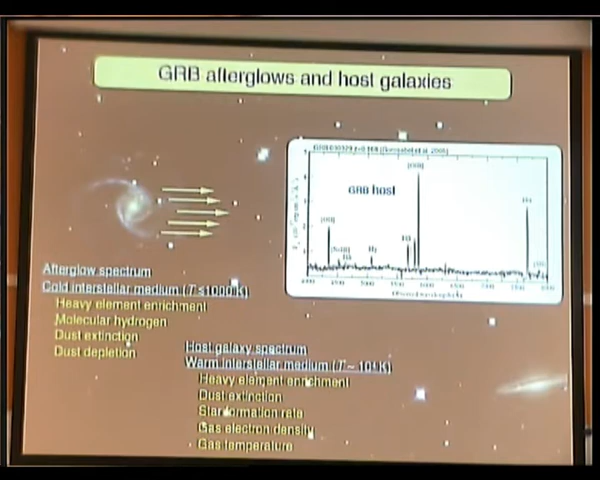 GRB afterglows and host galaxies
GRB host
[OII]
[OIII]
Afterglow spectrum
Cold interstellar medium (T ≤1000 K)
Heavy element enrichment
Molecular hydrogen
Dust extinction
Dust depletion
Host galaxy spectrum
Warm interstellar medium (T ~ 10⁴ K)
Heavy element enrichment
Dust extinction
Star formation rate
Gas electron density
Gas temperature